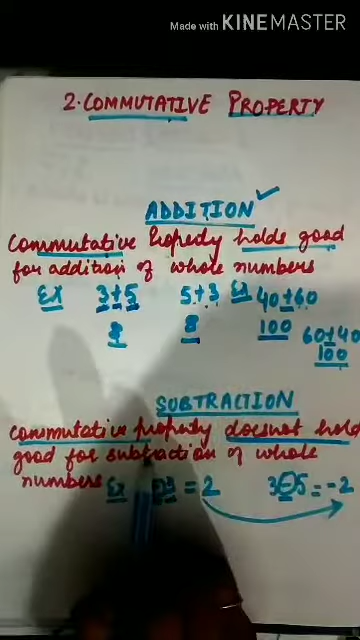 Made with KINEMASTER
2. COMMUTATIVE PROPERTY
ADDITION ✓
Commutative Property holds good
for addition of whole numbers
Ex 3+5 5+3 Ex 40+60
8 8 100 60+40
100
SUBTRACTION
commutative property doesnot hold
good for subtraction of whole
numbers Ex 3 = 2 3-5 = -2